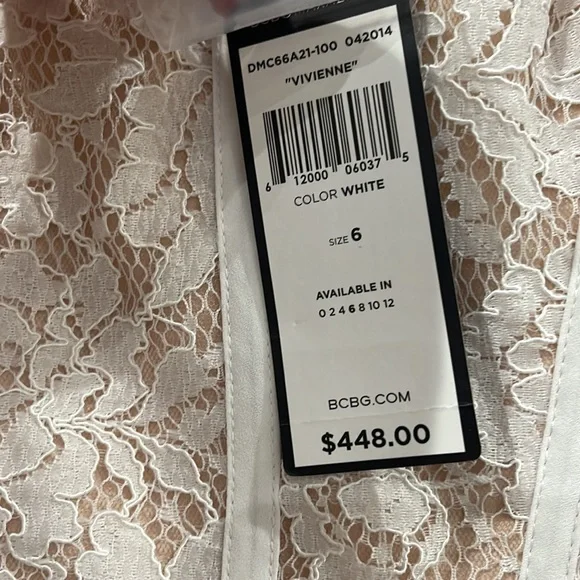 DMC66A21-100 042014
"VIVIENNE"
6 12000 06037 5
COLOR WHITE
SIZE 6
AVAILABLE IN
0 2 4 6 8 10 12
BCBG.COM
$448.00